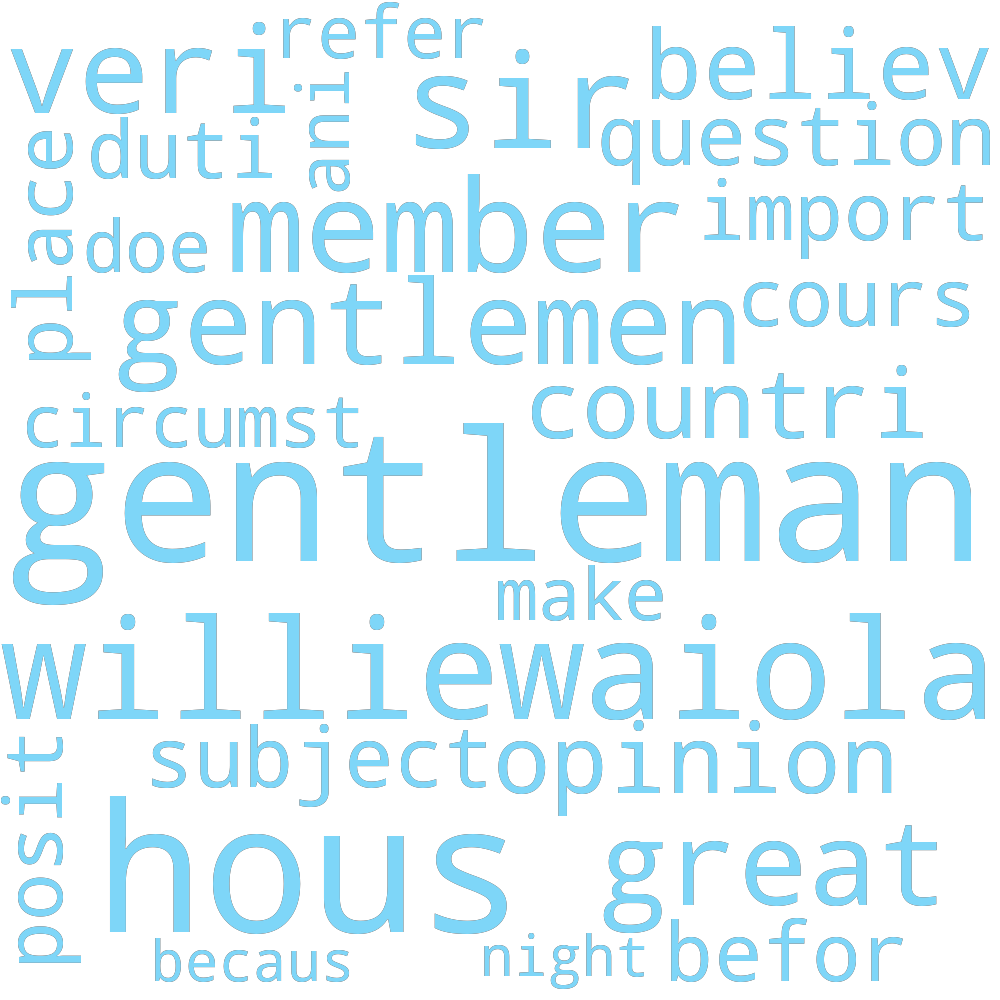 veri
refer
sir
believ
place
duti
ani
question
doe
member
import
gentlemen
cours
circumst
countri
gentleman
make
williewaiola
subject
opinion
posit
hous
great
becaus
night
befor